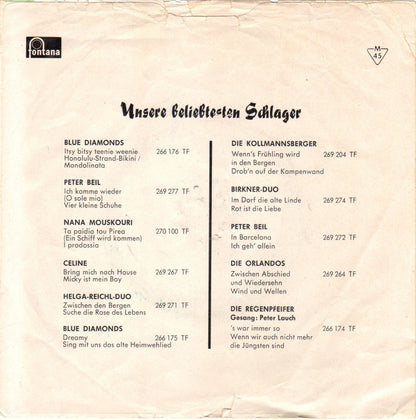 fontana
M
45
Unsere beliebtesten Schlager
BLUE DIAMONDS
Itsy bitsy teenie weenie
Honolulu-Strand-Bikini / 266 176 TF
Mandolinata
PETER BEIL
Ich komme wieder 269 277 TF
(O sole mio)
Vier kleine Schuhe
NANA MOUSKOURI
Ta paidia tou Pirea 270 100 TF
(Ein Schiff wird kommen)
I prodossia
CELINE
Bring mich nach Hause 269 267 TF
Micky ist mein Boy
HELGA-REICHL-DUO
Zwischen den Bergen 269 271 TF
Suche die Rose des Lebens
BLUE DIAMONDS
Dreamy 266 175 TF
Sing mit uns das alte Heimwehlied
DIE KOLLMANNSBERGER
Wenn's Frühling wird 269 204 TF
in den Bergen
Drob'n auf der Kampenwand
BIRKNER-DUO
Im Dorf die alte Linde 269 274 TF
Rot ist die Liebe
PETER BEIL
In Barcelona 269 272 TF
Ich geh' allein
DIE ORLANDOS
Zwischen Abschied 269 264 TF
und Wiedersehn
Wind und Wellen
DIE REGENPFEIFER
Gesang: Peter Lauch
's war immer so 266 174 TF
Wenn wir auch nicht mehr
die Jüngsten sind